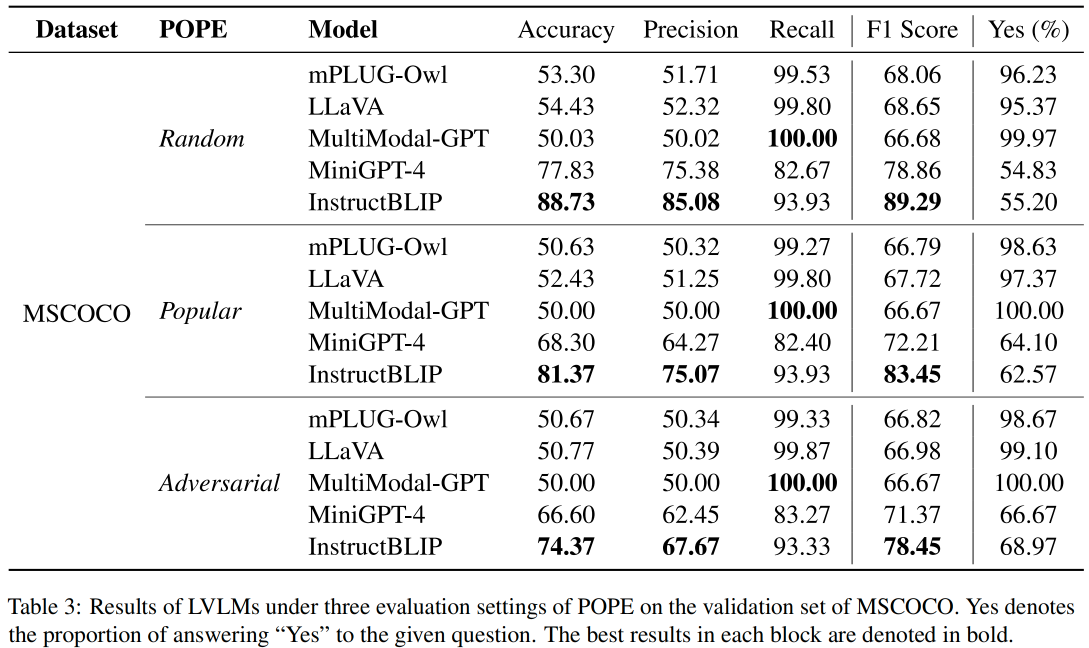 Dataset POPE Model Accuracy Precision Recall F1 Score Yes (%)
mPLUG-Owl 53.30 51.71 99.53 68.06 96.23
LLaVA 54.43 52.32 99.80 68.65 95.37
Random MultiModal-GPT 50.03 50.02 100.00 66.68 99.97
MiniGPT-4 77.83 75.38 82.67 78.86 54.83
InstructBLIP 88.73 85.08 93.93 89.29 55.20
mPLUG-Owl 50.63 50.32 99.27 66.79 98.63
LLaVA 52.43 51.25 99.80 67.72 97.37
MSCOCO Popular MultiModal-GPT 50.00 50.00 100.00 66.67 100.00
MiniGPT-4 68.30 64.27 82.40 72.21 64.10
InstructBLIP 81.37 75.07 93.93 83.45 62.57
mPLUG-Owl 50.67 50.34 99.33 66.82 98.67
LLaVA 50.77 50.39 99.87 66.98 99.10
Adversarial MultiModal-GPT 50.00 50.00 100.00 66.67 100.00
MiniGPT-4 66.60 62.45 83.27 71.37 66.67
InstructBLIP 74.37 67.67 93.33 78.45 68.97
Table 3: Results of LVLMs under three evaluation settings of POPE on the validation set of MSCOCO. Yes denotes
the proportion of answering “Yes” to the given question. The best results in each block are denoted in bold.